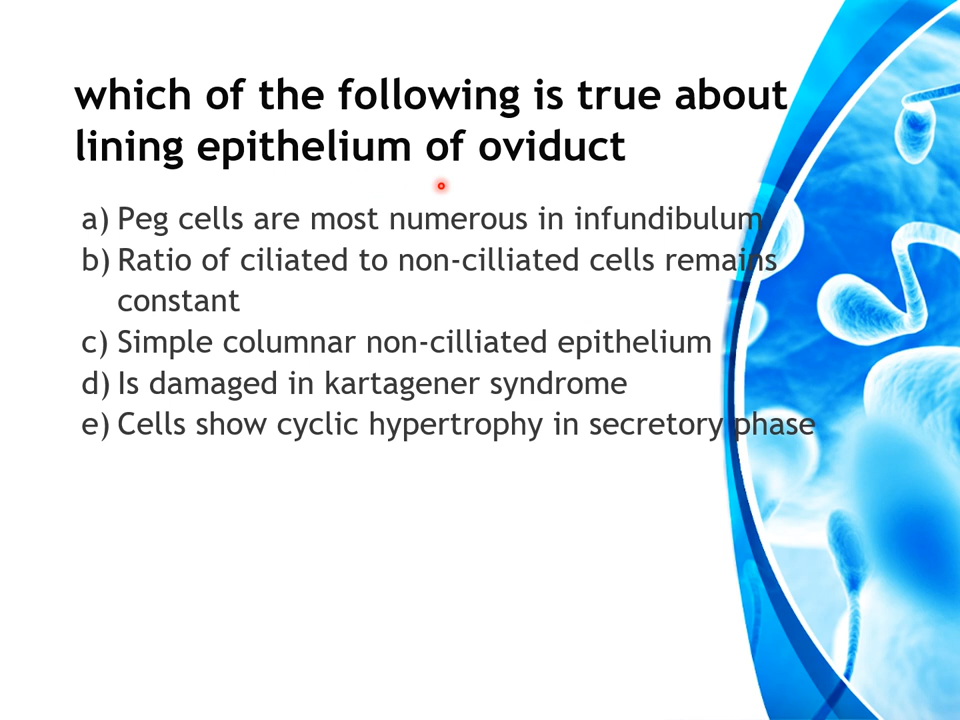 which of the following is true about
lining epithelium of oviduct
a) Peg cells are most numerous in infundibulum
b) Ratio of ciliated to non-cilliated cells remains
constant
c) Simple columnar non-cilliated epithelium
d) Is damaged in kartagener syndrome
e) Cells show cyclic hypertrophy in secretory phase